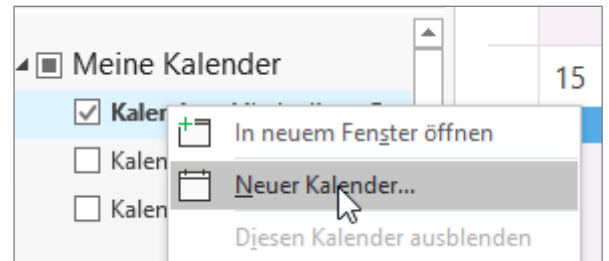 Meine Kalender
15
Kalen
In neuem Fenster öffnen
Kalen
Neuer Kalender...
Kalen
Diesen Kalender ausblenden